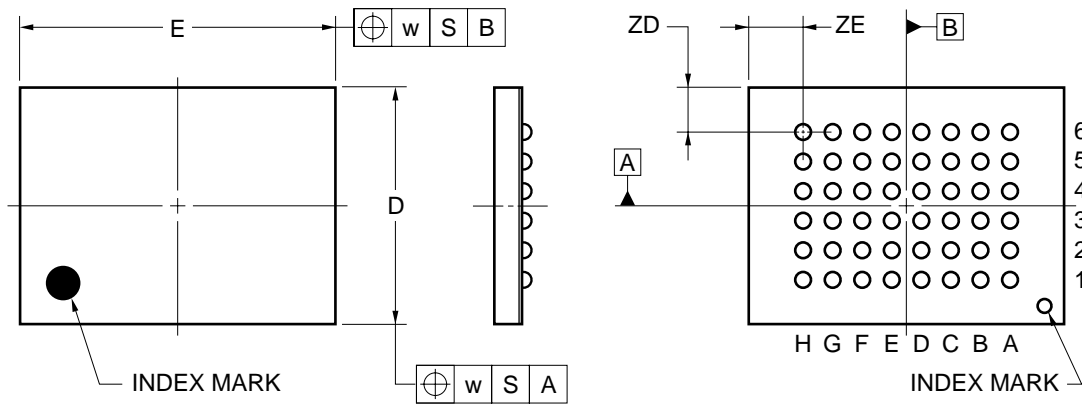 E
⌖ w S B
ZD
ZE
B
D
A
6
5
4
3
2
1
H G F E D C B A
INDEX MARK
INDEX MARK
⌖ w S A